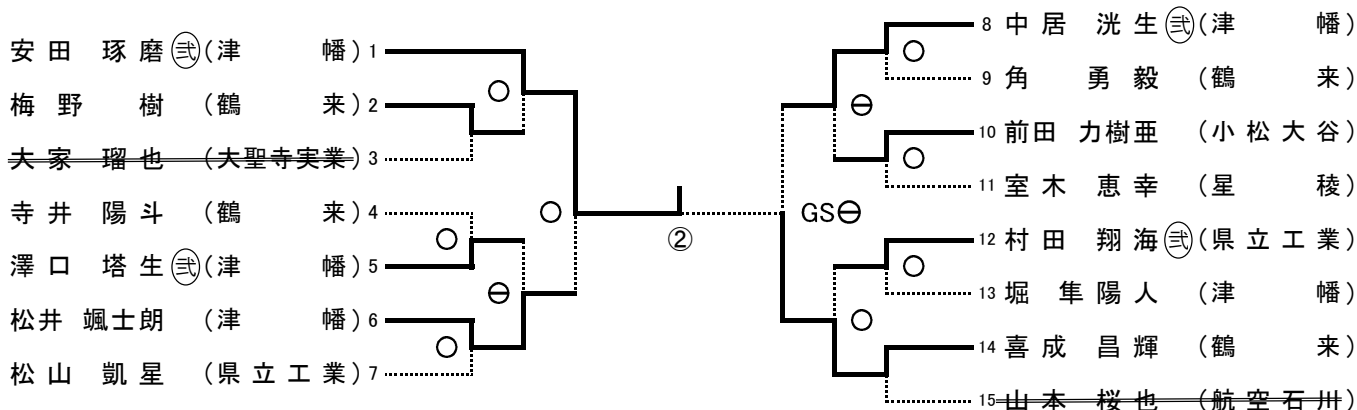 安田 琢磨 弐 (津幡) 1
梅野 樹 (鶴来) 2
大家 瑠也 (大聖寺実業) 3
寺井 陽斗 (鶴来) 4
澤口 塔生 弐 (津幡) 5
松井 颯士朗 (津幡) 6
松山 凱星 (県立工業) 7
②
GS
8 中居 洸生 弐 (津幡)
9 角 勇毅 (鶴来)
10 前田 力樹亜 (小松大谷)
11 室木 恵幸 (星稜)
12 村田 翔海 弐 (県立工業)
13 堀 隼陽人 (津幡)
14 喜成 昌輝 (鶴来)
15 山本 桜也 (航空石川)